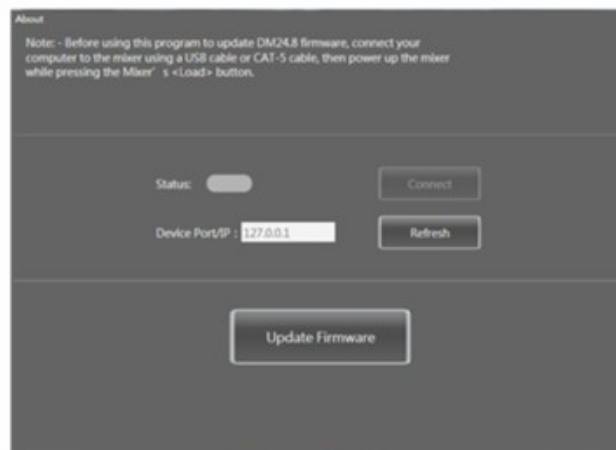 About
Note: - Before using this program to update DM24.8 firmware, connect your
computer to the mixer using a USB cable or CAT-5 cable, then power up the mixer
while pressing the Mixer’ s <Load> button.
Status:
Connect
Device Port/IP : 127.0.0.1
Refresh
Update Firmware